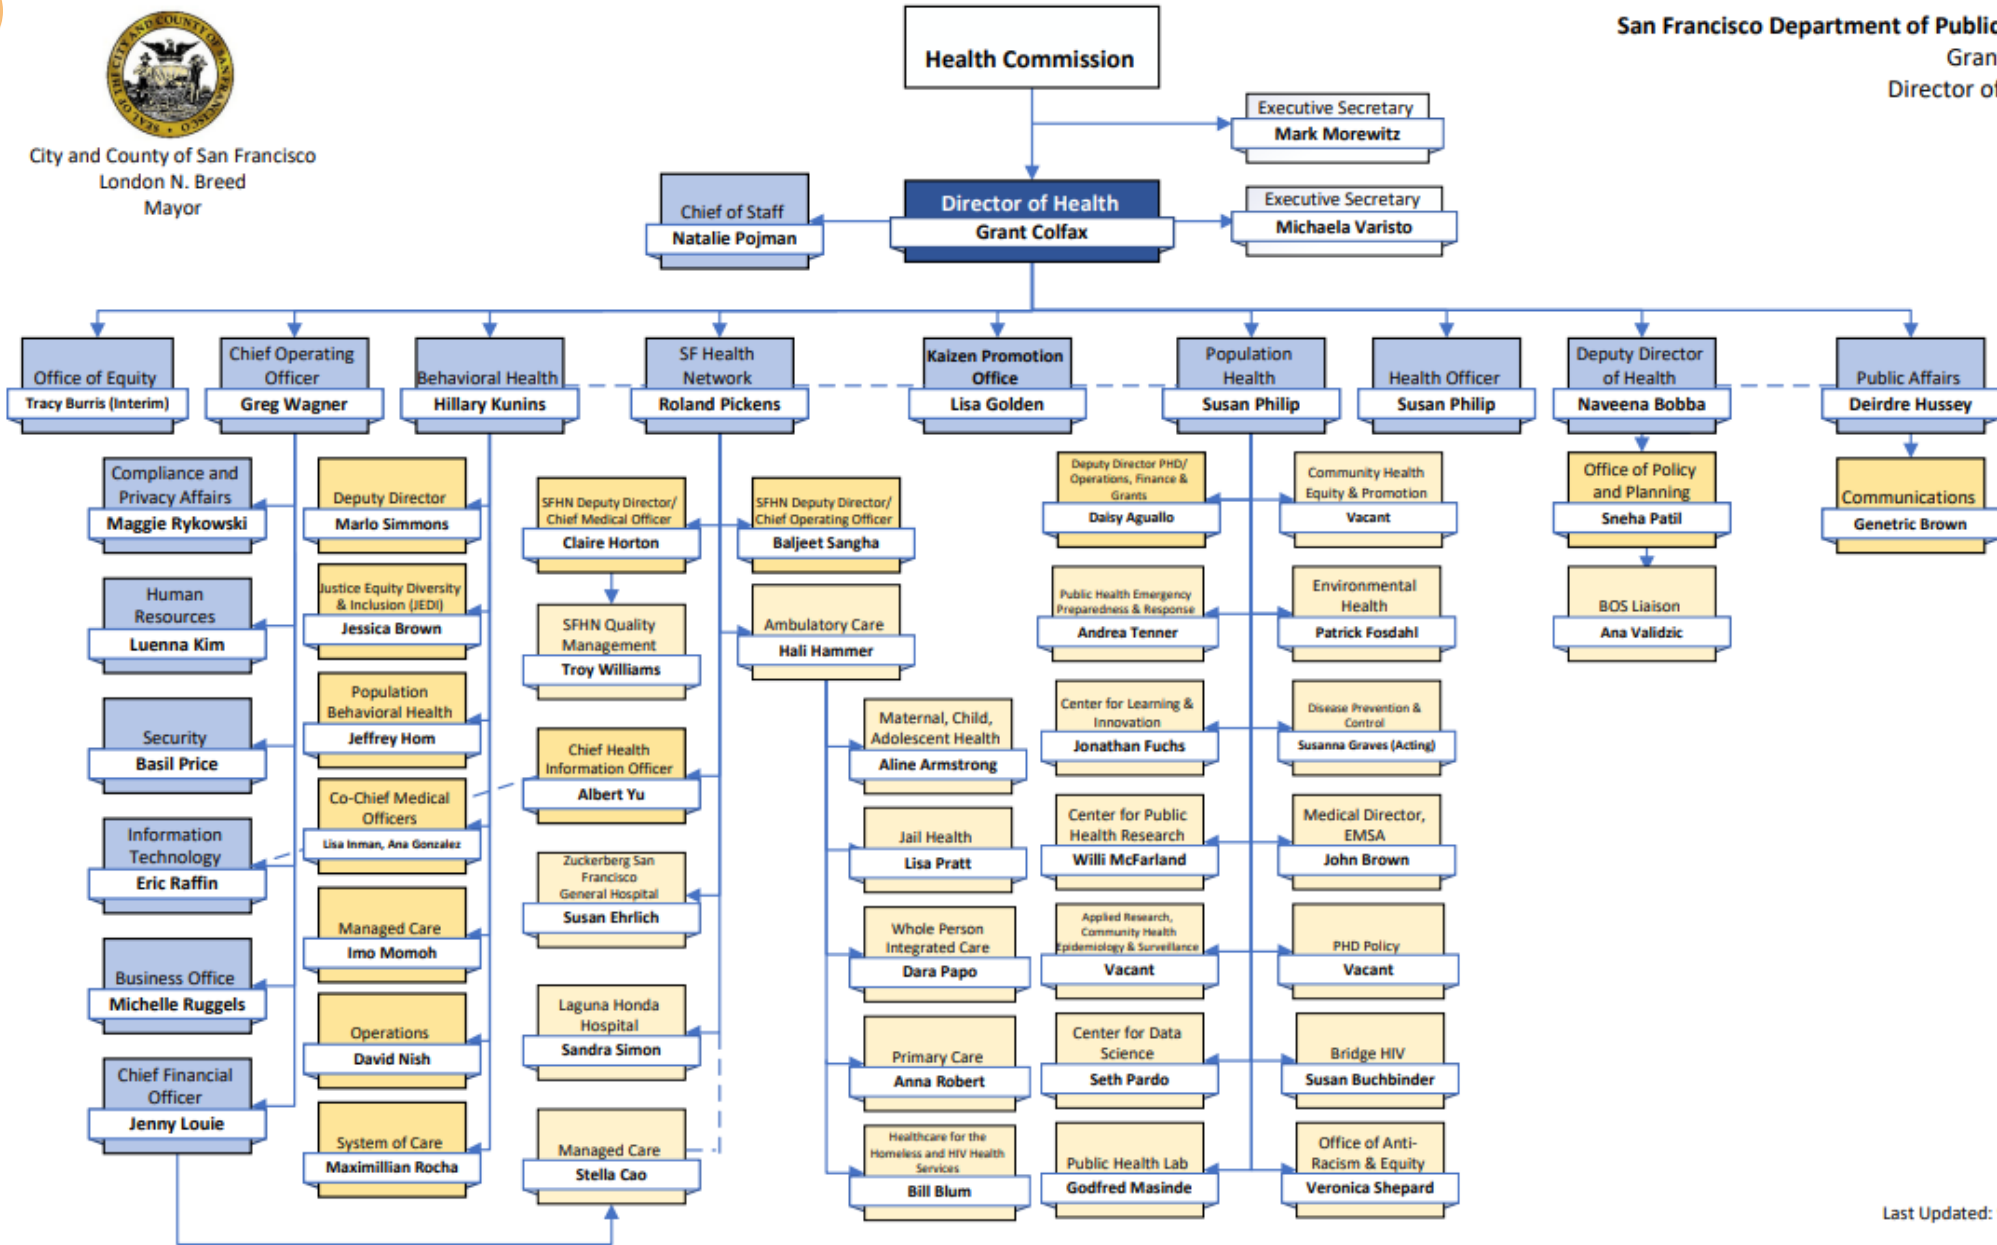 San Francisco Department of Public
Gran
Director of
Health Commission
SEAL OF THE CITY AND COUNTY OF SAN FRANCISCO
City and County of San Francisco
London N. Breed
Mayor
Executive Secretary
Mark Morewitz
Chief of Staff
Natalie Pojman
Director of Health
Grant Colfax
Executive Secretary
Michaela Varisto
Office of Equity
Tracy Burris (Interim)
Chief Operating
Officer
Greg Wagner
Behavioral Health
Hillary Kunins
SF Health
Network
Roland Pickens
Kaizen Promotion
Office
Lisa Golden
Population
Health
Susan Philip
Health Officer
Susan Philip
Deputy Director
of Health
Naveena Bobba
Public Affairs
Deirdre Hussey
Compliance and
Privacy Affairs
Maggie Rykowski
Human
Resources
Luenna Kim
Security
Basil Price
Information
Technology
Eric Raffin
Business Office
Michelle Ruggels
Chief Financial
Officer
Jenny Louie
Deputy Director
Marlo Simmons
Justice Equity Diversity
& Inclusion (JEDI)
Jessica Brown
Population
Behavioral Health
Jeffrey Hom
Co-Chief Medical
Officers
Lisa Inman, Ana Gonzalez
Managed Care
Imo Momoh
Operations
David Nish
System of Care
Maximillian Rocha
SFHN Deputy Director/
Chief Medical Officer
Claire Horton
SFHN Quality
Management
Troy Williams
Chief Health
Information Officer
Albert Yu
Zuckerberg San
Francisco
General Hospital
Susan Ehrlich
Laguna Honda
Hospital
Sandra Simon
Managed Care
Stella Cao
SFHN Deputy Director/
Chief Operating Officer
Baljeet Sangha
Ambulatory Care
Hali Hammer
Maternal, Child,
Adolescent Health
Aline Armstrong
Jail Health
Lisa Pratt
Whole Person
Integrated Care
Dara Papo
Primary Care
Anna Robert
Healthcare for the
Homeless and HIV Health
Services
Bill Blum
Deputy Director PHD/
Operations, Finance &
Grants
Daisy Aguallo
Public Health Emergency
Preparedness & Response
Andrea Tenner
Center for Learning &
Innovation
Jonathan Fuchs
Center for Public
Health Research
Willi McFarland
Applied Research,
Community Health
Epidemiology & Surveillance
Vacant
Center for Data
Science
Seth Pardo
Public Health Lab
Godfred Masinde
Community Health
Equity & Promotion
Vacant
Environmental
Health
Patrick Fosdahl
Disease Prevention &
Control
Susanna Graves (Acting)
Medical Director,
EMSA
John Brown
PHD Policy
Vacant
Bridge HIV
Susan Buchbinder
Office of Anti-
Racism & Equity
Veronica Shepard
Office of Policy
and Planning
Sneha Patil
BOS Liaison
Ana Validzic
Communications
Genetric Brown
Last Updated: